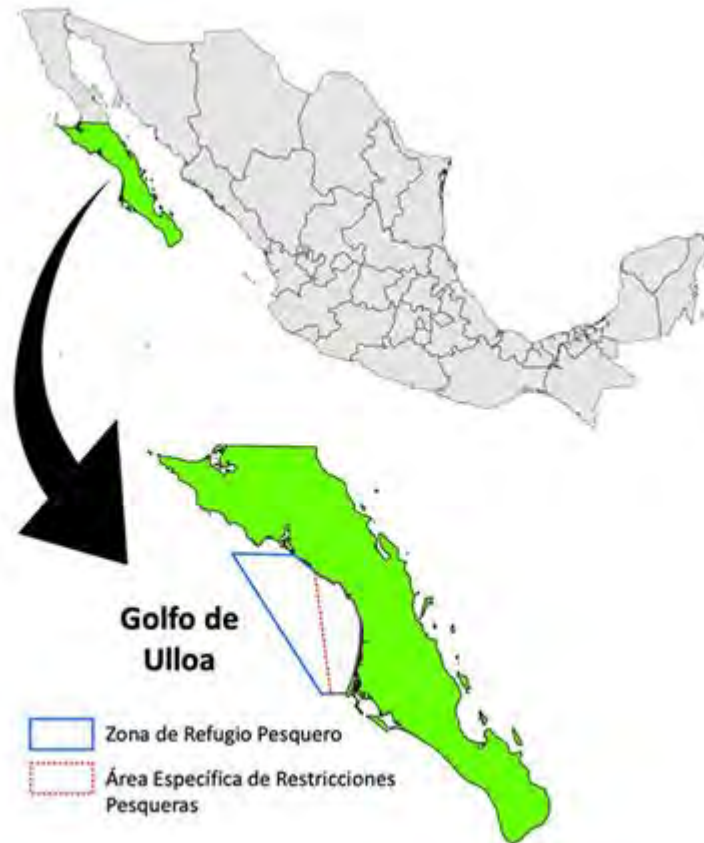 Golfo de
Ulloa
Zona de Refugio Pesquero
Área Específica de Restricciones
Pesqueras